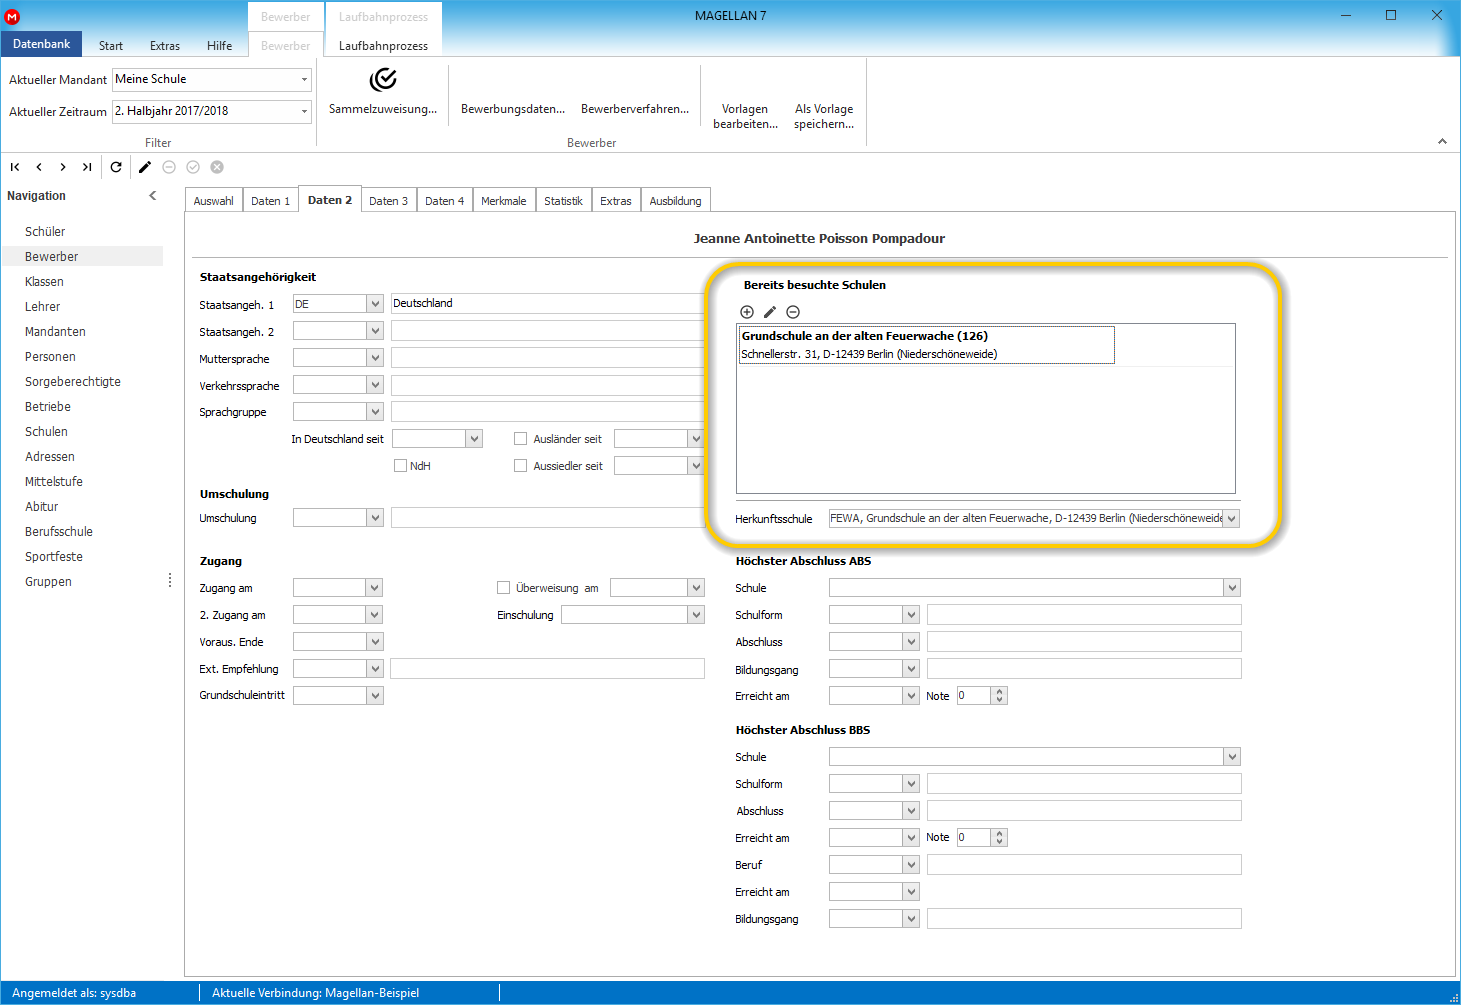 MAGELLAN 7
Bewerber
Laufbahnprozess
Datenbank
Start
Extras
Hilfe
Bewerber
Laufbahnprozess
Aktueller Mandant
Meine Schule
Aktueller Zeitraum
2. Halbjahr 2017/2018
Filter
Sammelzuweisung...
Bewerbungsdaten...
Bewerberverfahren...
Vorlagen
bearbeiten...
Als Vorlage
speichern...
Bewerber
Navigation
Schüler
Bewerber
Klassen
Lehrer
Mandanten
Personen
Sorgeberechtigte
Betriebe
Schulen
Adressen
Mittelstufe
Abitur
Berufsschule
Sportfeste
Gruppen
Auswahl
Daten 1
Daten 2
Daten 3
Daten 4
Merkmale
Statistik
Extras
Ausbildung
Jeanne Antoinette Poisson Pompadour
Staatsangehörigkeit
Staatsangeh. 1
DE
Deutschland
Staatsangeh. 2
Muttersprache
Verkehrssprache
Sprachgruppe
In Deutschland seit
Ausländer seit
NdH
Aussiedler seit
Umschulung
Umschulung
Zugang
Zugang am
Überweisung am
2. Zugang am
Einschulung
Voraus. Ende
Ext. Empfehlung
Grundschuleintritt
Bereits besuchte Schulen
Grundschule an der alten Feuerwache (126)
Schnellerstr. 31, D-12439 Berlin (Niederschöneweide)
Herkunftsschule
FEWA, Grundschule an der alten Feuerwache, D-12439 Berlin (Niederschöneweide
Höchster Abschluss ABS
Schule
Schulform
Abschluss
Bildungsgang
Erreicht am
Note
0
Höchster Abschluss BBS
Schule
Schulform
Abschluss
Erreicht am
Note
0
Beruf
Erreicht am
Bildungsgang
Angemeldet als: sysdba
Aktuelle Verbindung: Magellan-Beispiel